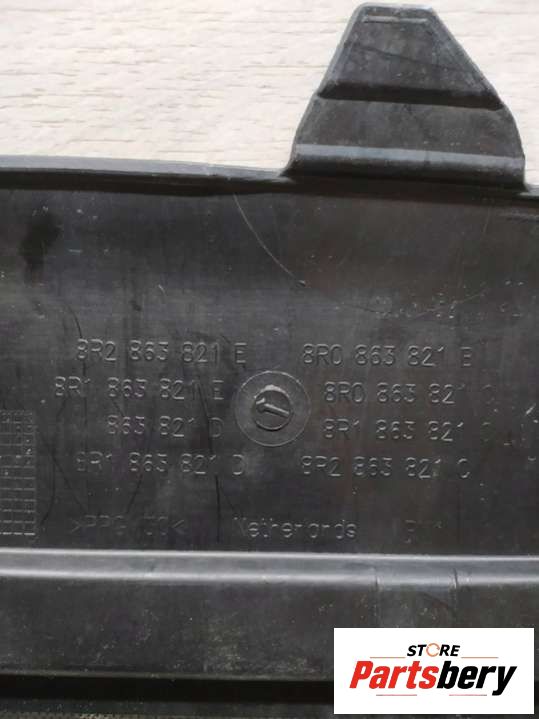 8R2 863 821 E 8R0 863 821 B
8R1 863 821 E 8R0 863 821 C
863 821 D 8R1 863 821 C
8R1 863 821 D 8R2 863 821 C
Netherlands
STORE
Partsbery